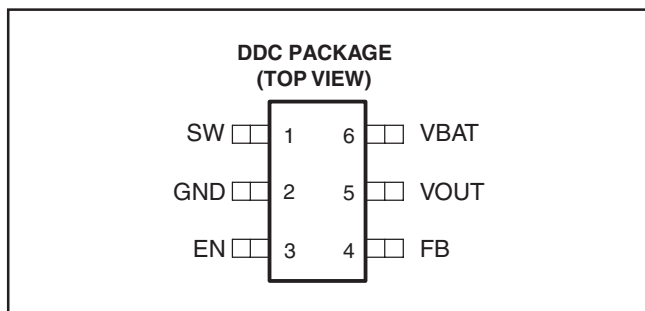 DDC PACKAGE
(TOP VIEW)
SW 1 6 VBAT
GND 2 5 VOUT
EN 3 4 FB